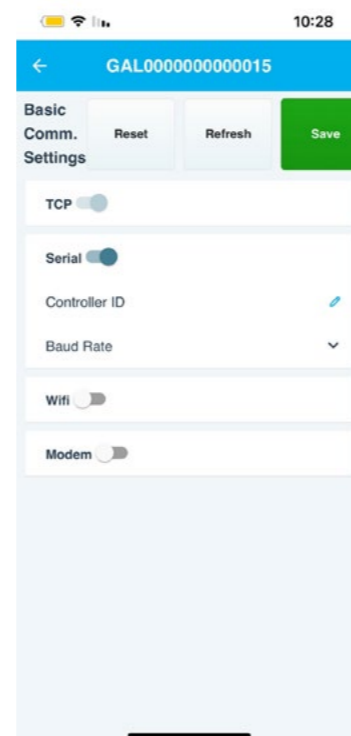 10:28
GAL0000000000015
Basic
Comm.
Settings
Reset
Refresh
Save
TCP
Serial
Controller ID
Baud Rate
Wifi
Modem